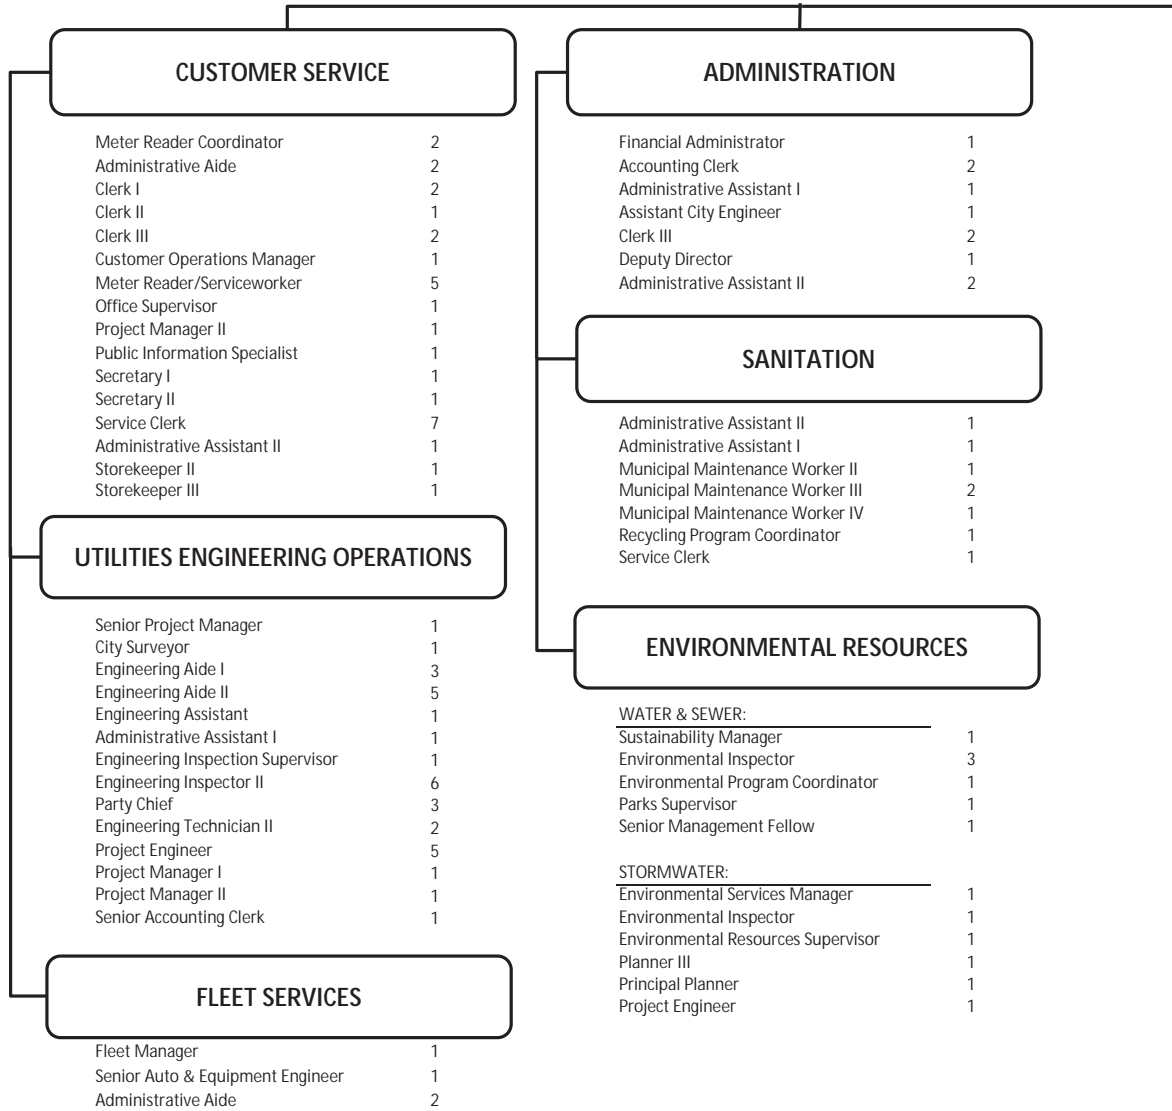 CUSTOMER SERVICE
Meter Reader Coordinator 2
Administrative Aide 2
Clerk I 2
Clerk II 1
Clerk III 2
Customer Operations Manager 1
Meter Reader/Serviceworker 5
Office Supervisor 1
Project Manager II 1
Public Information Specialist 1
Secretary I 1
Secretary II 1
Service Clerk 7
Administrative Assistant II 1
Storekeeper II 1
Storekeeper III 1
UTILITIES ENGINEERING OPERATIONS
Senior Project Manager 1
City Surveyor 1
Engineering Aide I 3
Engineering Aide II 5
Engineering Assistant 1
Administrative Assistant I 1
Engineering Inspection Supervisor 1
Engineering Inspector II 6
Party Chief 3
Engineering Technician II 2
Project Engineer 5
Project Manager I 1
Project Manager II 1
Senior Accounting Clerk 1
FLEET SERVICES
Fleet Manager 1
Senior Auto & Equipment Engineer 1
Administrative Aide 2
ADMINISTRATION
Financial Administrator 1
Accounting Clerk 2
Administrative Assistant I 1
Assistant City Engineer 1
Clerk III 2
Deputy Director 1
Administrative Assistant II 2
SANITATION
Administrative Assistant II 1
Administrative Assistant I 1
Municipal Maintenance Worker II 1
Municipal Maintenance Worker III 2
Municipal Maintenance Worker IV 1
Recycling Program Coordinator 1
Service Clerk 1
ENVIRONMENTAL RESOURCES
WATER & SEWER:
Sustainability Manager 1
Environmental Inspector 3
Environmental Program Coordinator 1
Parks Supervisor 1
Senior Management Fellow 1
STORMWATER:
Environmental Services Manager 1
Environmental Inspector 1
Environmental Resources Supervisor 1
Planner III 1
Principal Planner 1
Project Engineer 1